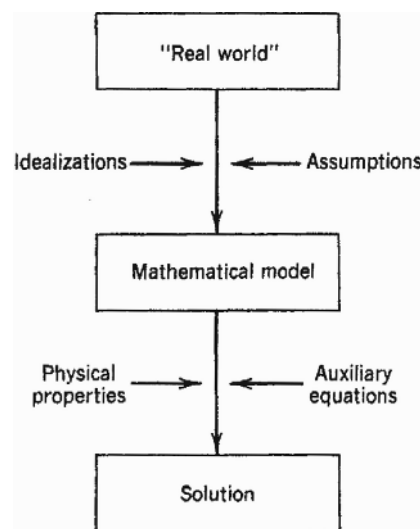 "Real world"
Idealizations
Assumptions
Mathematical model
Physical
properties
Auxiliary
equations
Solution